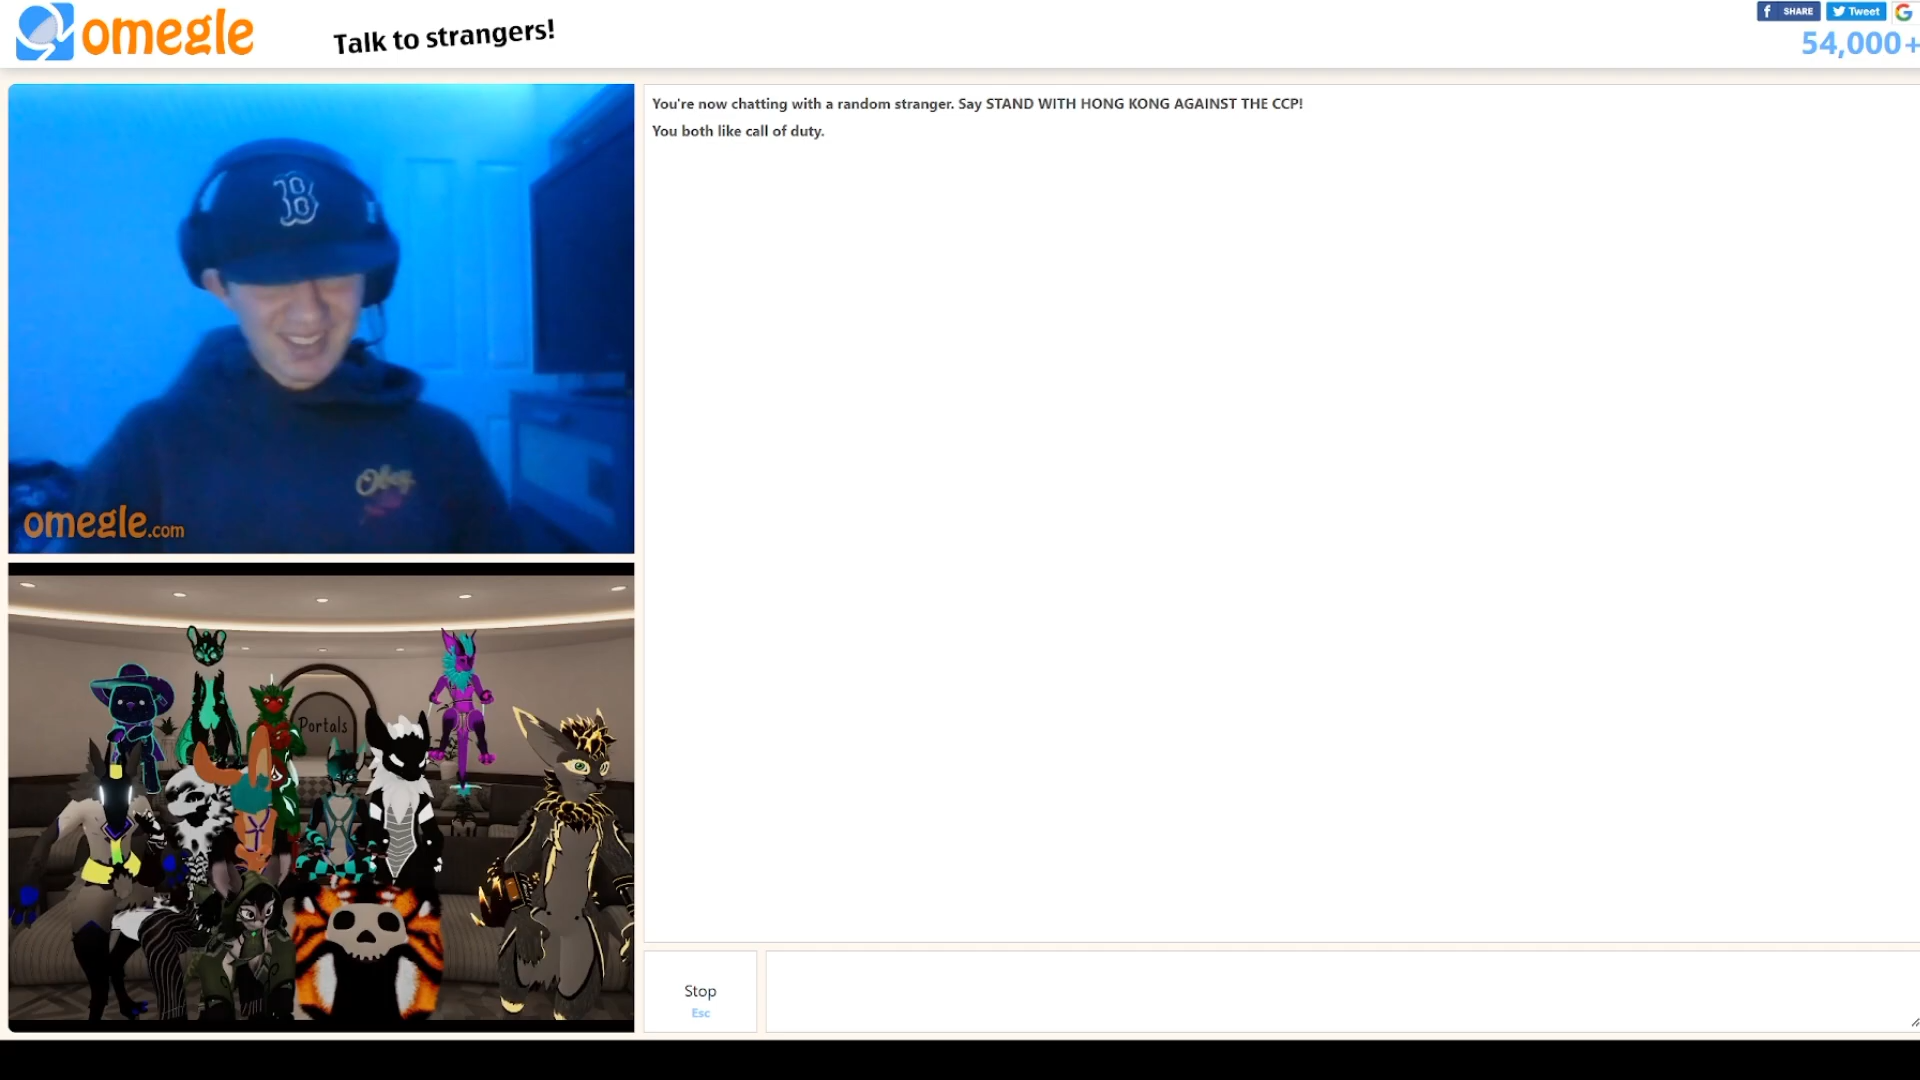 omegle
Talk to strangers!
f SHARE
Tweet
G
54,000+
You're now chatting with a random stranger. Say STAND WITH HONG KONG AGAINST THE CCP!
You both like call of duty.
B
Obey
omegle.com
Portals
Stop
Esc